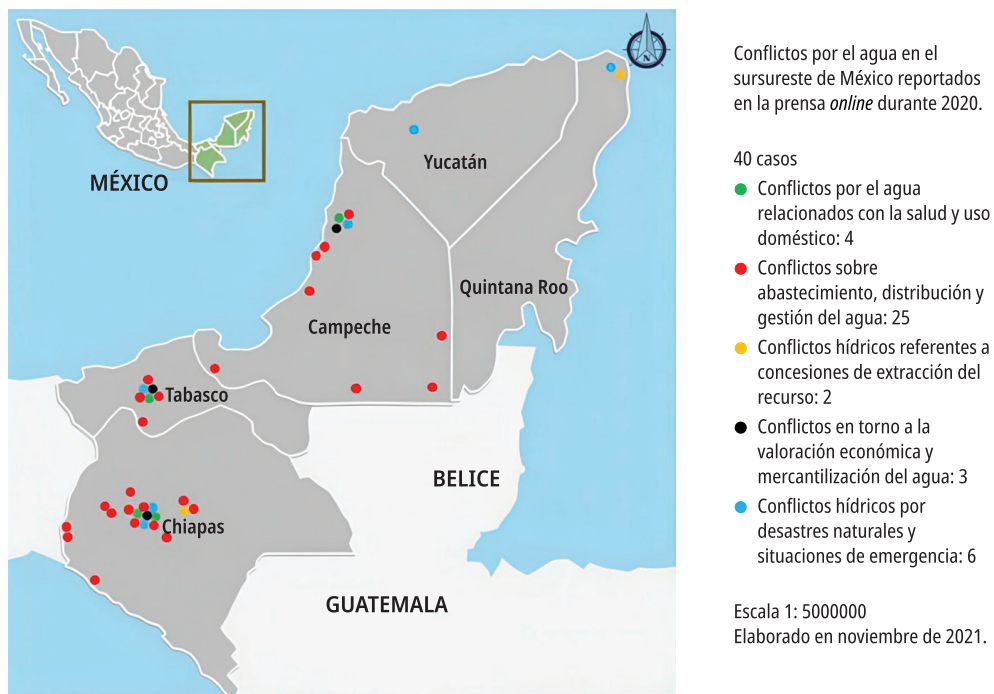 N
MÉXICO
Yucatán
Quintana Roo
Campeche
Tabasco
BELICE
Chiapas
GUATEMALA
Conflictos por el agua en el
sursureste de México reportados
en la prensa online durante 2020.
40 casos
Conflictos por el agua
relacionados con la salud y uso
doméstico: 4
Conflictos sobre
abastecimiento, distribución y
gestión del agua: 25
Conflictos hídricos referentes a
concesiones de extracción del
recurso: 2
Conflictos en torno a la
valoración económica y
mercantilización del agua: 3
Conflictos hídricos por
desastres naturales y
situaciones de emergencia: 6
Escala 1: 5000000
Elaborado en noviembre de 2021.